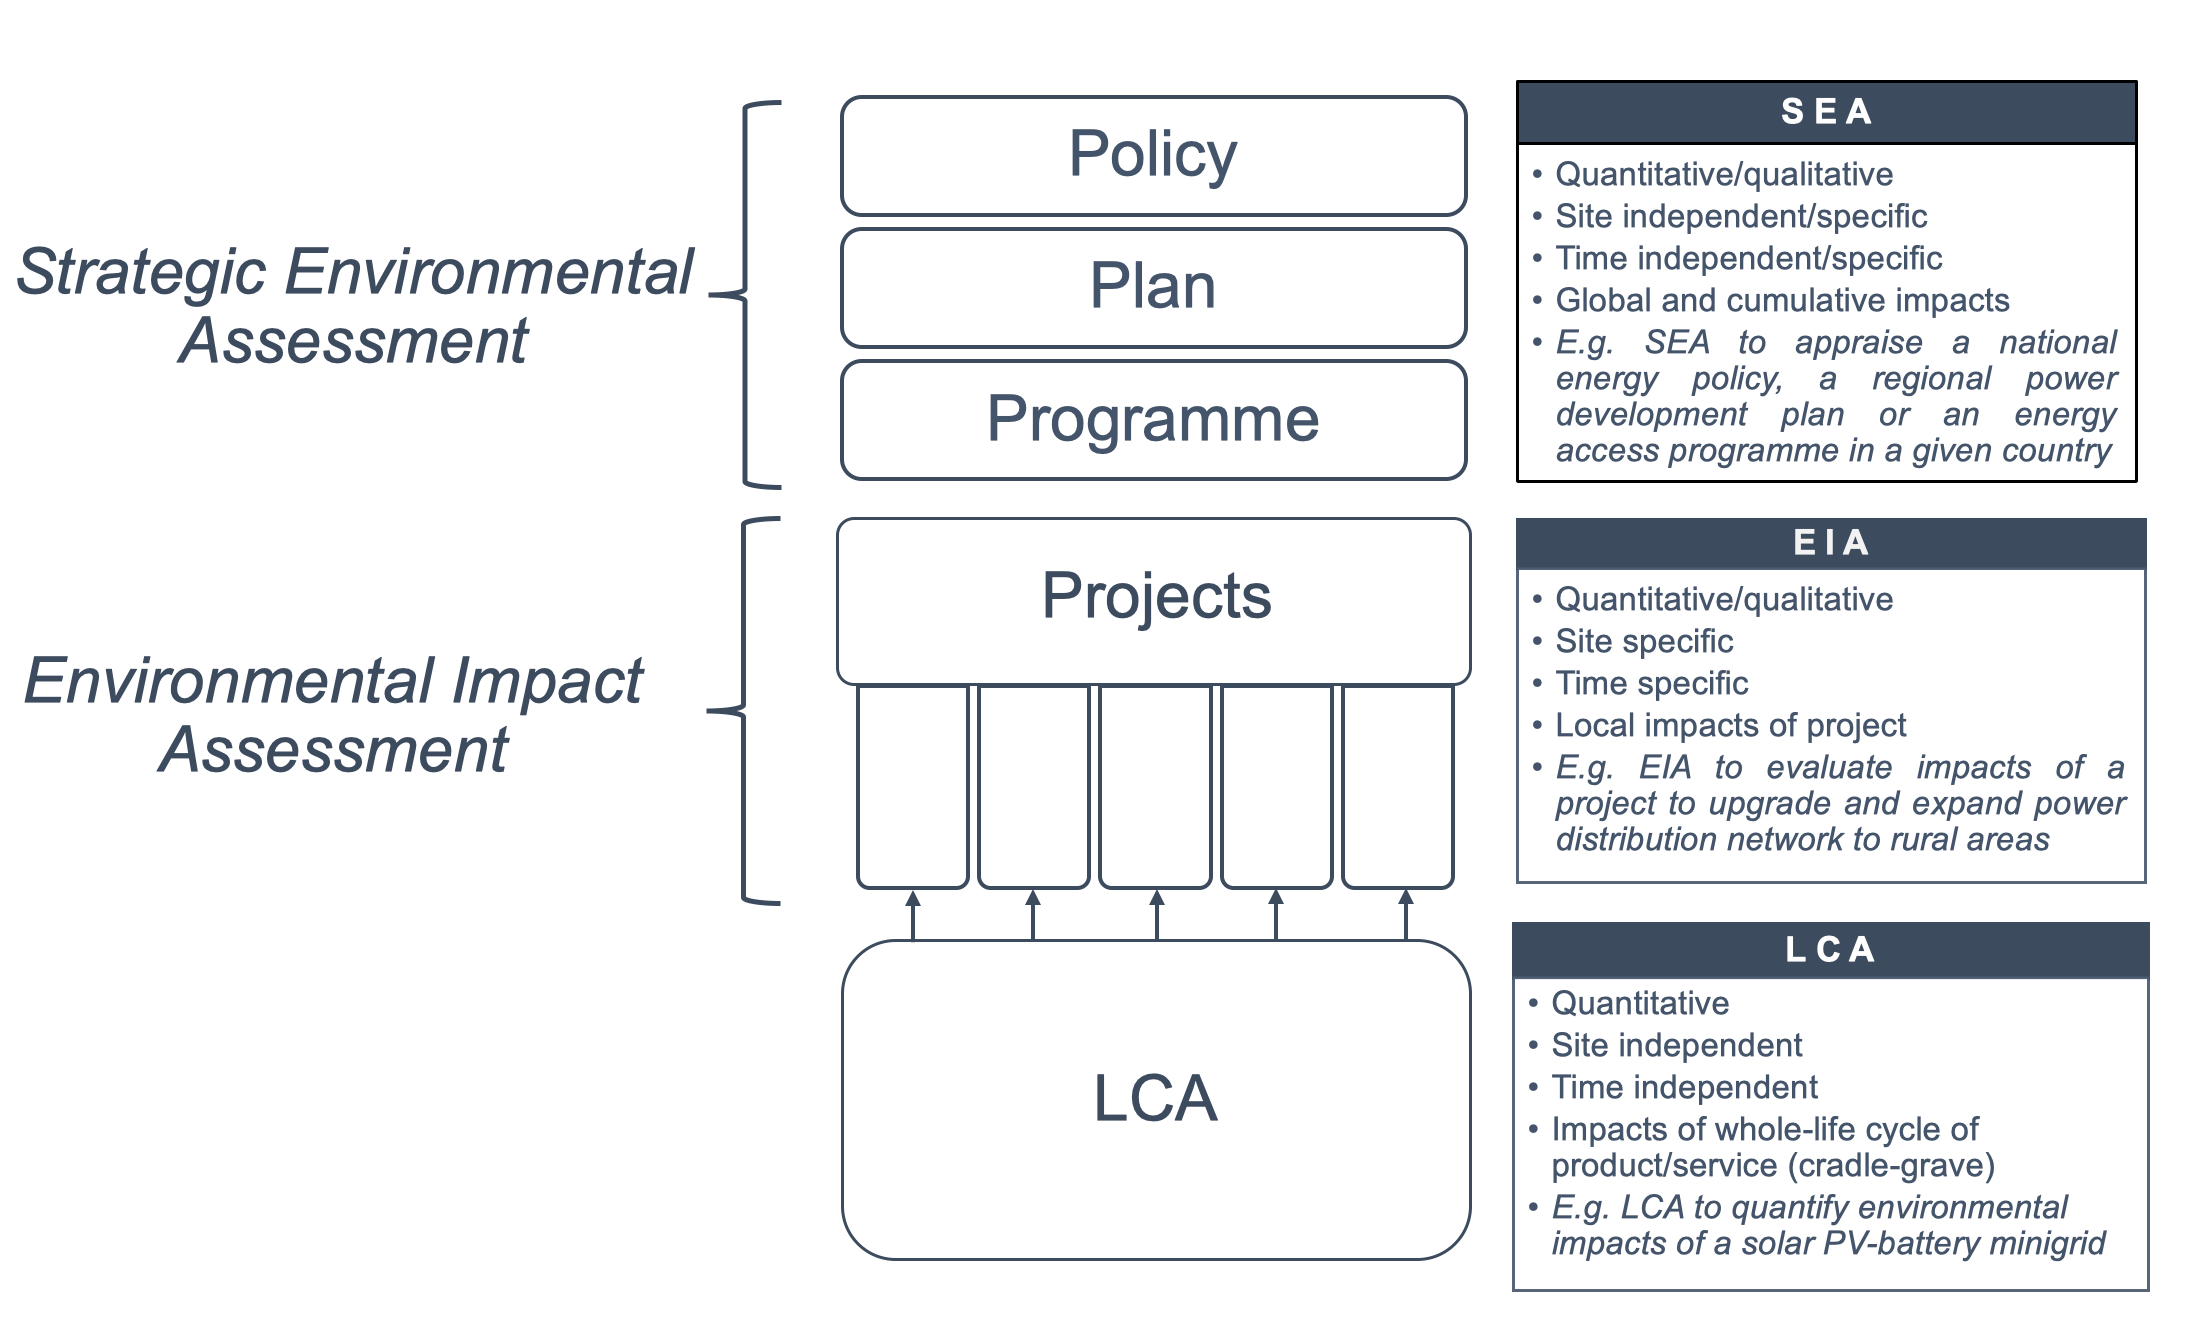 Strategic Environmental
Assessment
Policy
Plan
Programme
SEA
• Quantitative/qualitative
• Site independent/specific
• Time independent/specific
• Global and cumulative impacts
• E.g. SEA to appraise a national
energy policy, a regional power
development plan or an energy
access programme in a given country
Environmental Impact
Assessment
Projects
EIA
• Quantitative/qualitative
• Site specific
• Time specific
• Local impacts of project
• E.g. EIA to evaluate impacts of a
project to upgrade and expand power
distribution network to rural areas
LCA
LCA
• Quantitative
• Site independent
• Time independent
• Impacts of whole-life cycle of
product/service (cradle-grave)
• E.g. LCA to quantify environmental
impacts of a solar PV-battery minigrid